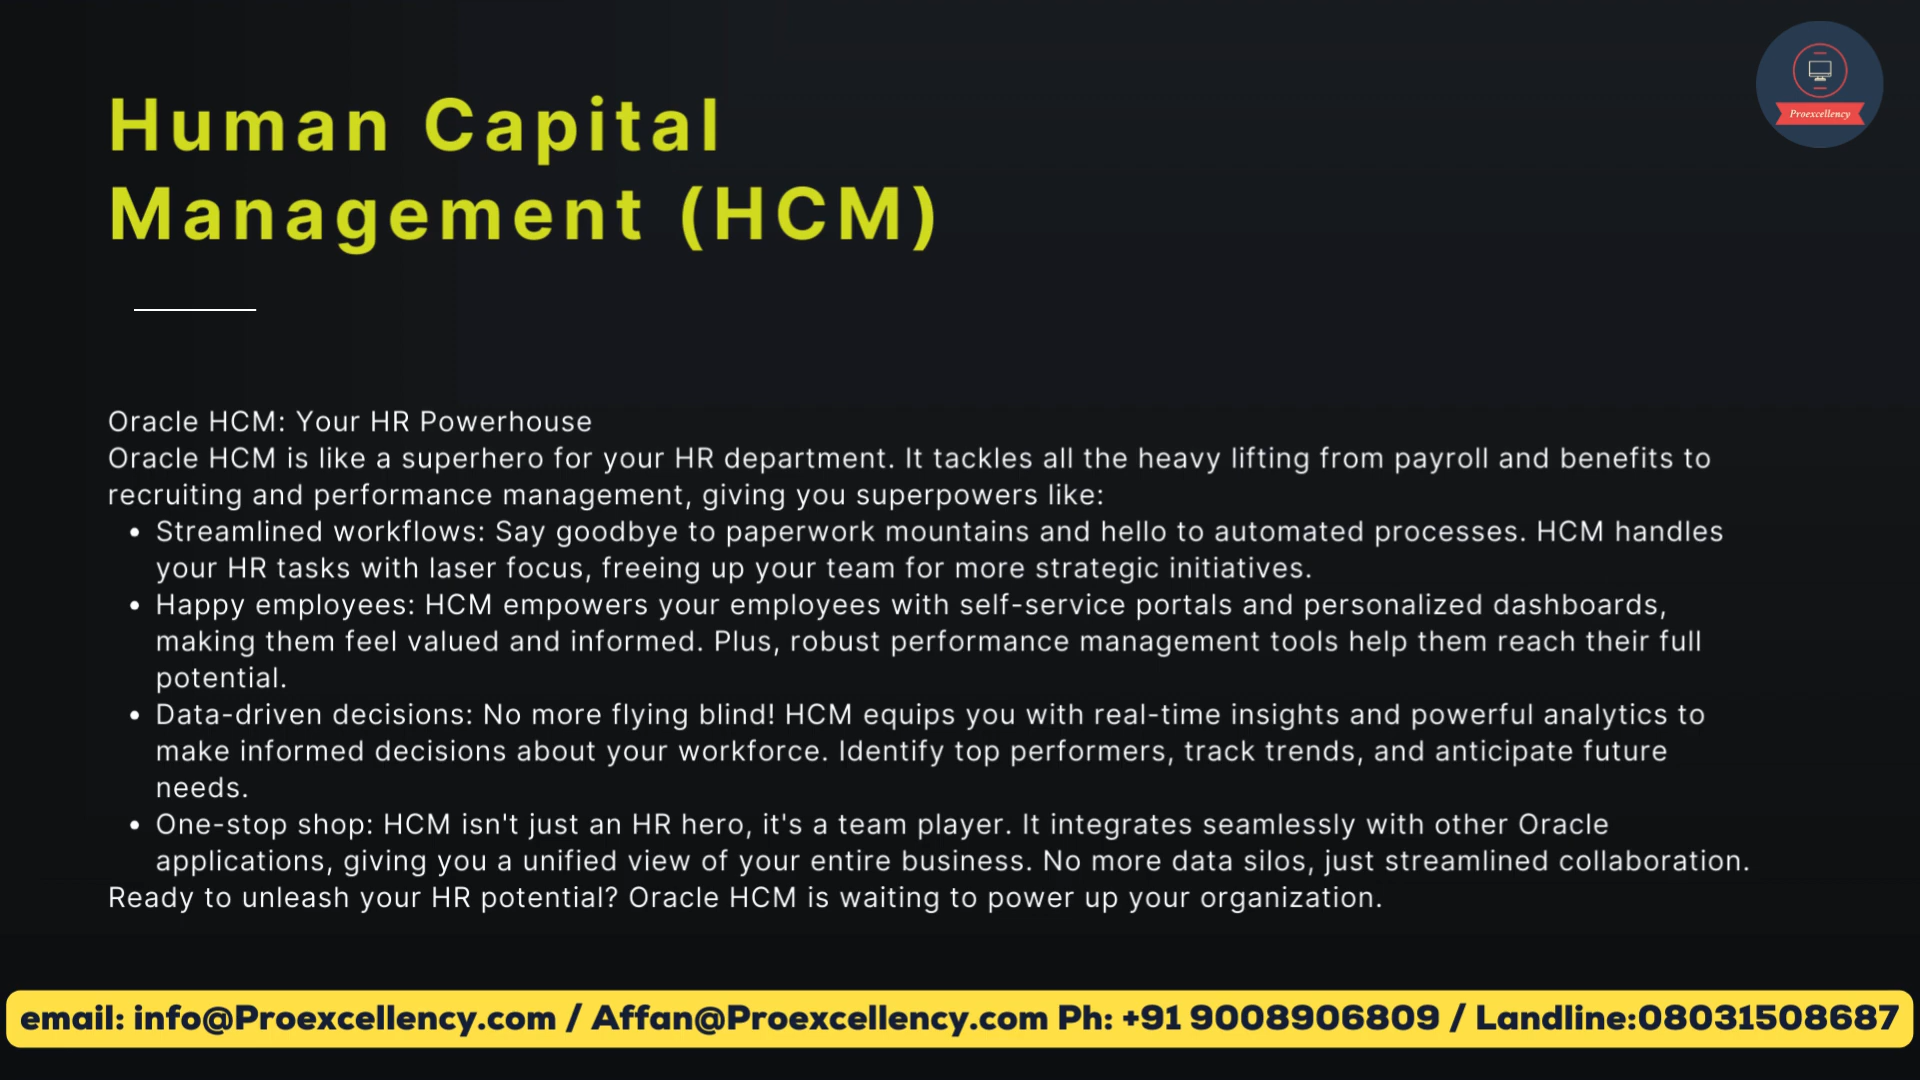 Proexcellency
Human Capital
Management (HCM)
Oracle HCM: Your HR Powerhouse
Oracle HCM is like a superhero for your HR department. It tackles all the heavy lifting from payroll and benefits to
recruiting and performance management, giving you superpowers like:
• Streamlined workflows: Say goodbye to paperwork mountains and hello to automated processes. HCM handles
your HR tasks with laser focus, freeing up your team for more strategic initiatives.
• Happy employees: HCM empowers your employees with self-service portals and personalized dashboards,
making them feel valued and informed. Plus, robust performance management tools help them reach their full
potential.
• Data-driven decisions: No more flying blind! HCM equips you with real-time insights and powerful analytics to
make informed decisions about your workforce. Identify top performers, track trends, and anticipate future
needs.
• One-stop shop: HCM isn't just an HR hero, it's a team player. It integrates seamlessly with other Oracle
applications, giving you a unified view of your entire business. No more data silos, just streamlined collaboration.
Ready to unleash your HR potential? Oracle HCM is waiting to power up your organization.
email: info@Proexcellency.com / Affan@Proexcellency.com Ph: +91 9008906809 / Landline:08031508687